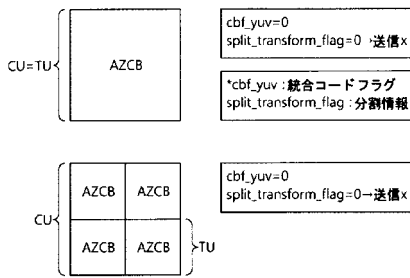 CU=TU
AZCB
cbf_yuv=0
split_transform_flag=0→送信x
*cbf_yuv：統合コードフラグ
split_transform_flag：分割情報
CU
AZCB AZCB
AZCB AZCB
TU
cbf_yuv=0
split_transform_flag=0→送信x